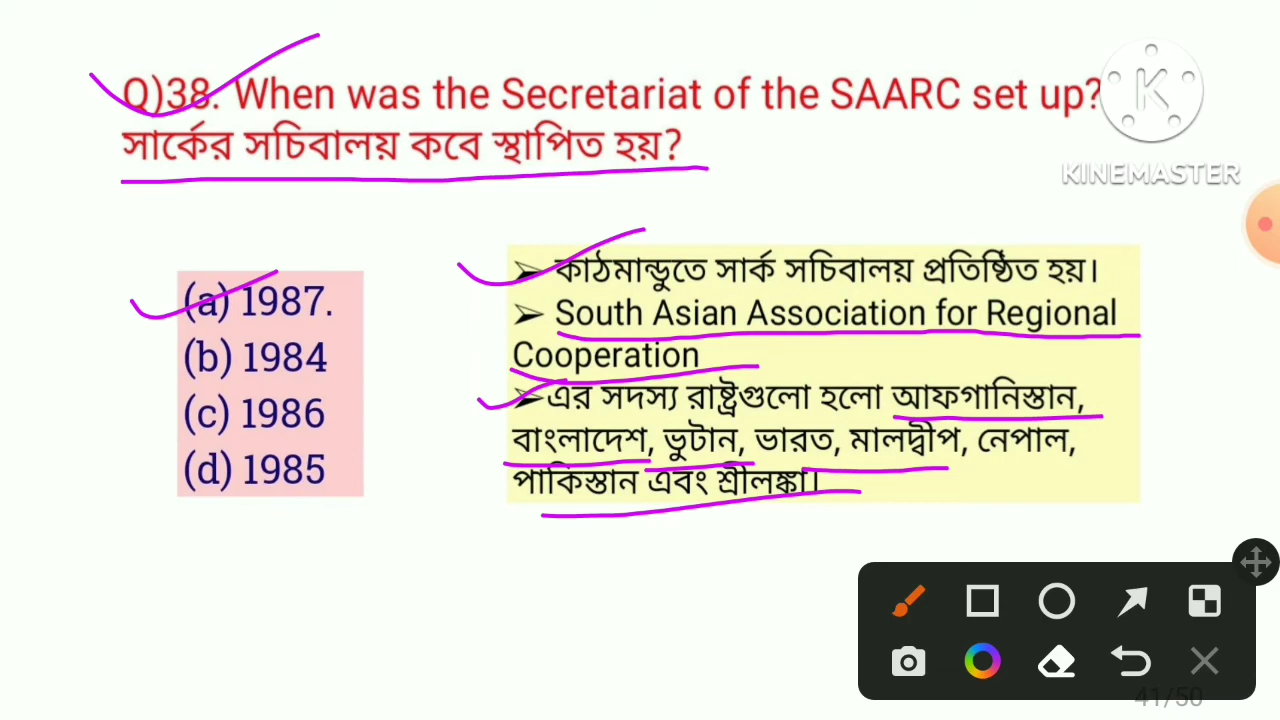 Q)38. When was the Secretariat of the SAARC set up?
সার্কের সচিবালয় কবে স্থাপিত হয়?
K
KINEMASTER
(a) 1987.
(b) 1984
(c) 1986
(d) 1985
➢ কাঠমান্ডুতে সার্ক সচিবালয় প্রতিষ্ঠিত হয়।
➢ South Asian Association for Regional
Cooperation
➢এর সদস্য রাষ্ট্রগুলো হলো আফগানিস্তান,
বাংলাদেশ, ভুটান, ভারত, মালদ্বীপ, নেপাল,
পাকিস্তান এবং শ্রীলঙ্কা।
41/50